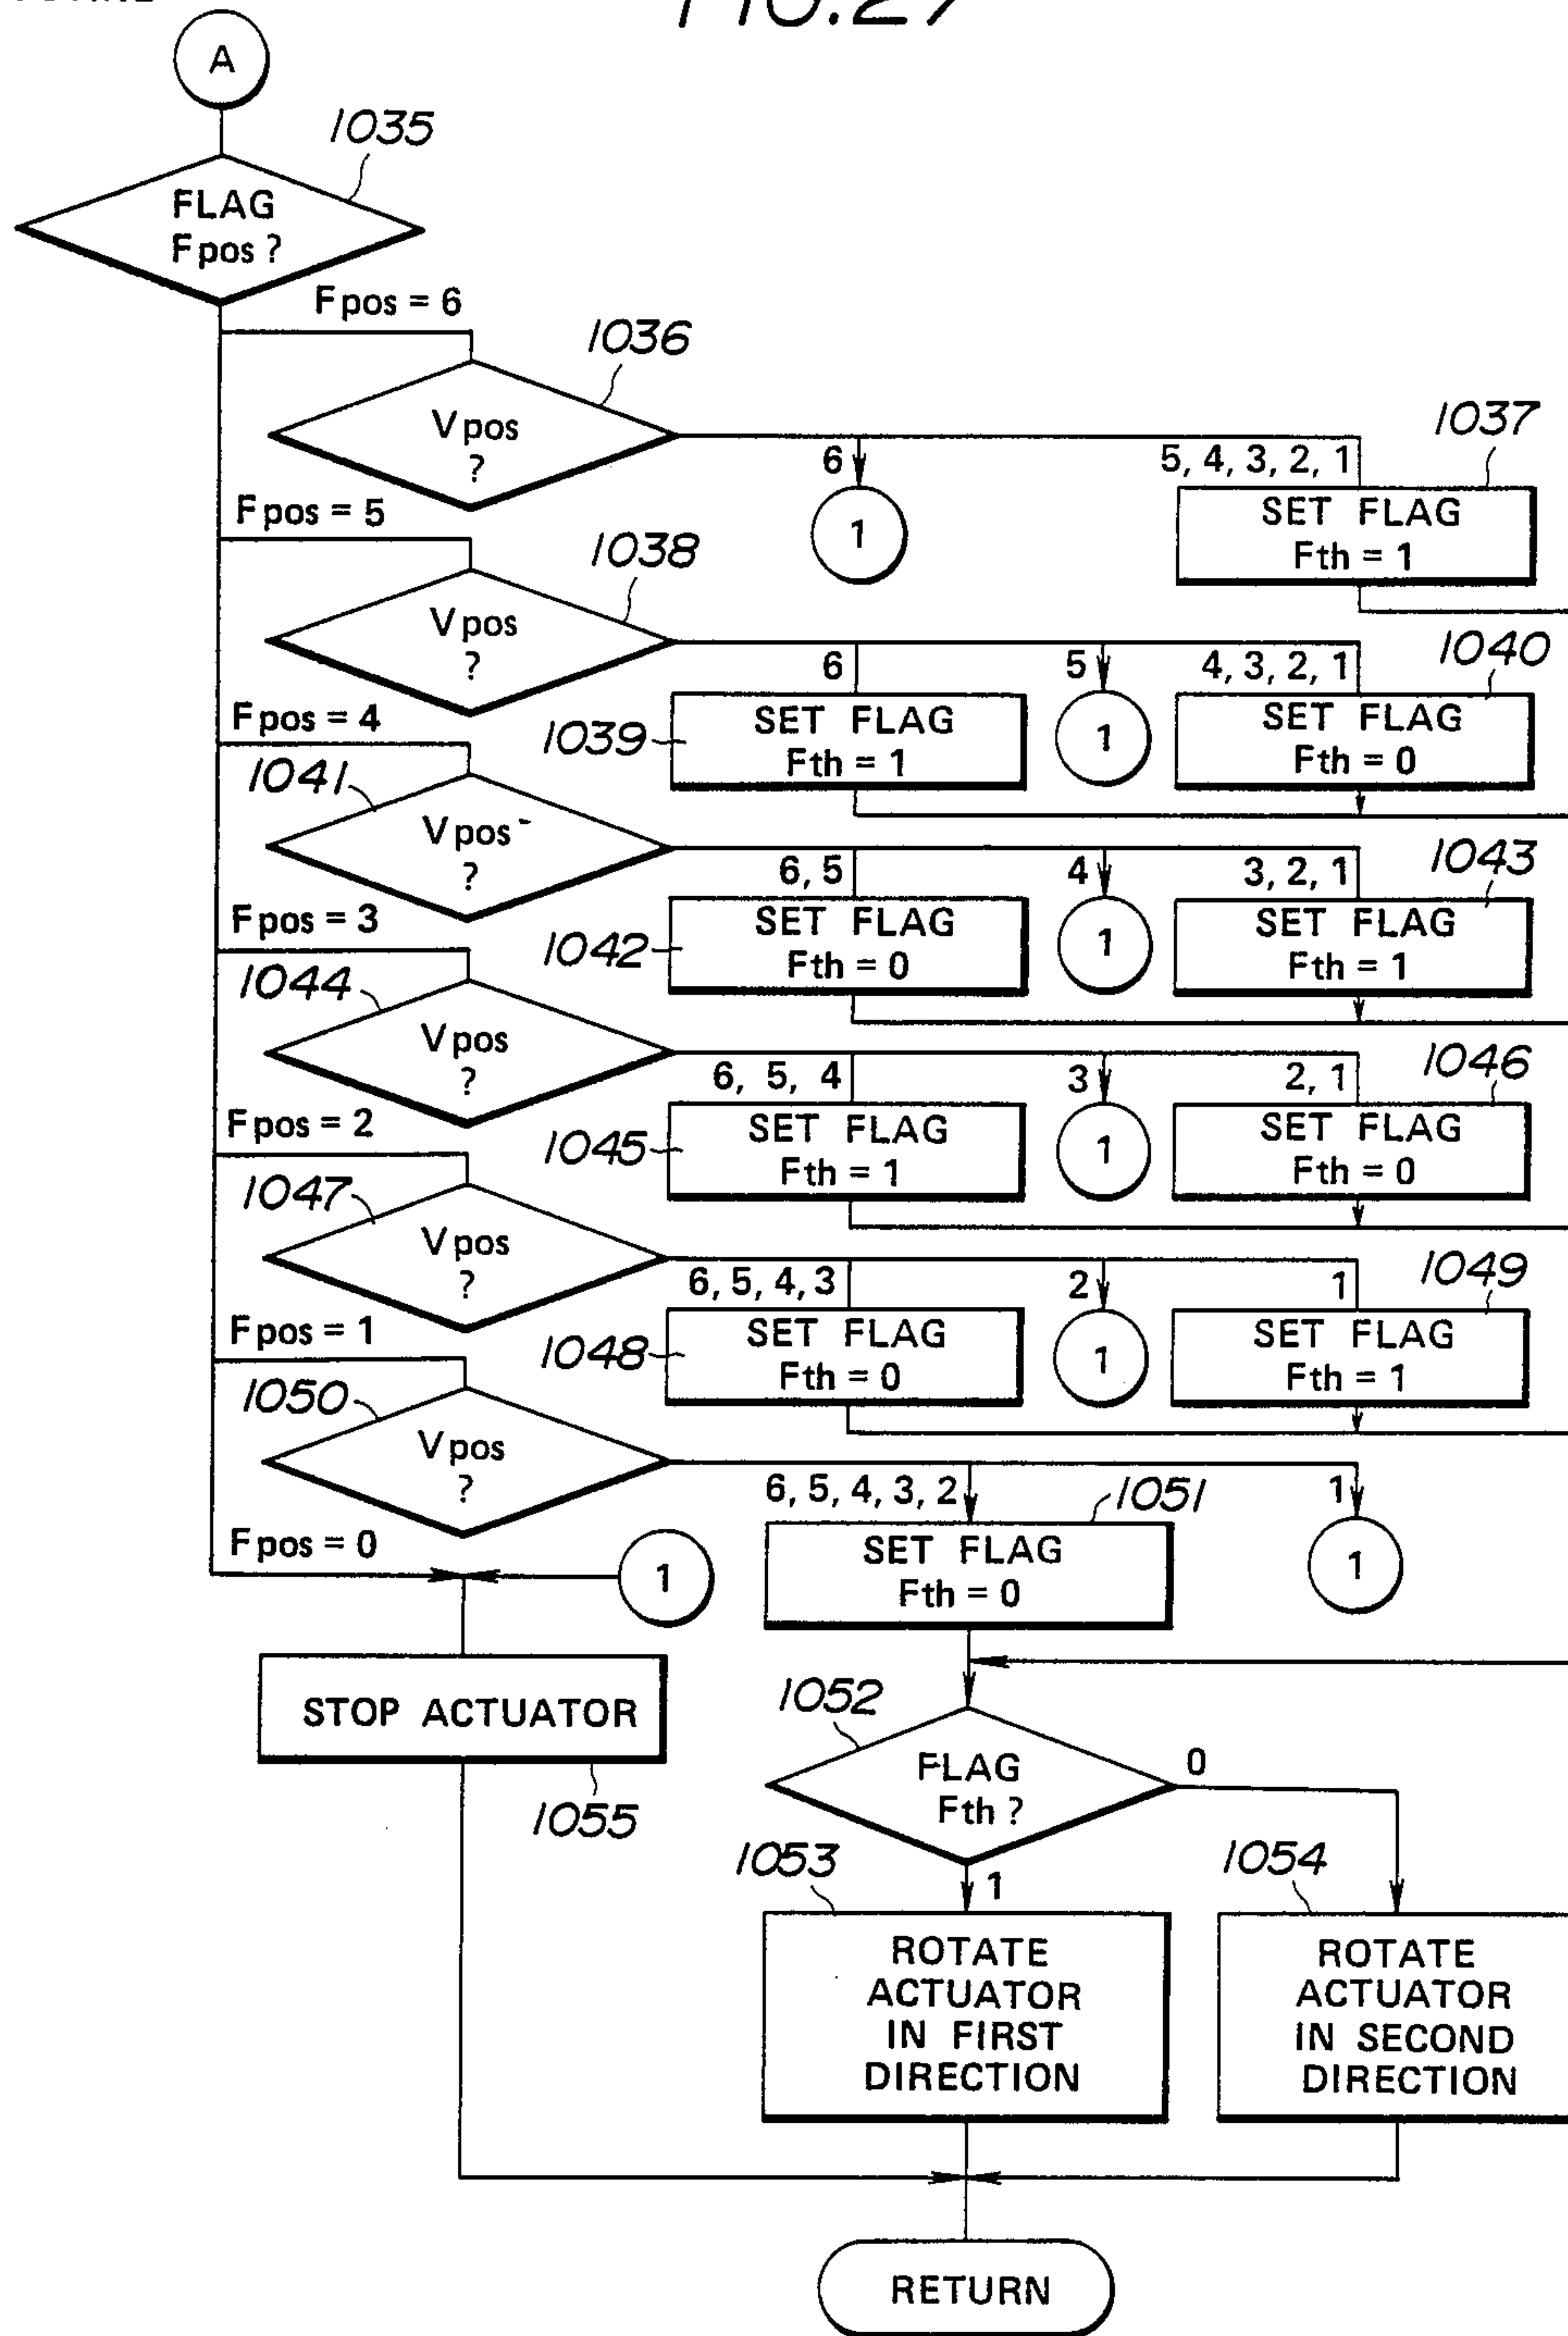 FIG.27
A
1035
FLAG
Fpos ?
Fpos = 6
1036
Vpos
?
6
1
5, 4, 3, 2, 1
1037
SET FLAG
Fth = 1
Fpos = 5
1038
Vpos
?
6
1039
SET FLAG
Fth = 1
5
1
4, 3, 2, 1
1040
SET FLAG
Fth = 0
Fpos = 4
1041
Vpos
?
6, 5
1042
SET FLAG
Fth = 0
4
1
3, 2, 1
1043
SET FLAG
Fth = 1
Fpos = 3
1044
Vpos
?
6, 5, 4
1045
SET FLAG
Fth = 1
3
1
2, 1
1046
SET FLAG
Fth = 0
Fpos = 2
1047
Vpos
?
6, 5, 4, 3
1048
SET FLAG
Fth = 0
2
1
1
1049
SET FLAG
Fth = 1
Fpos = 1
1050
Vpos
?
6, 5, 4, 3, 2
1051
SET FLAG
Fth = 0
1
1
Fpos = 0
1
STOP ACTUATOR
1055
1052
FLAG
Fth ?
0
1
1053
ROTATE
ACTUATOR
IN FIRST
DIRECTION
1054
ROTATE
ACTUATOR
IN SECOND
DIRECTION
RETURN